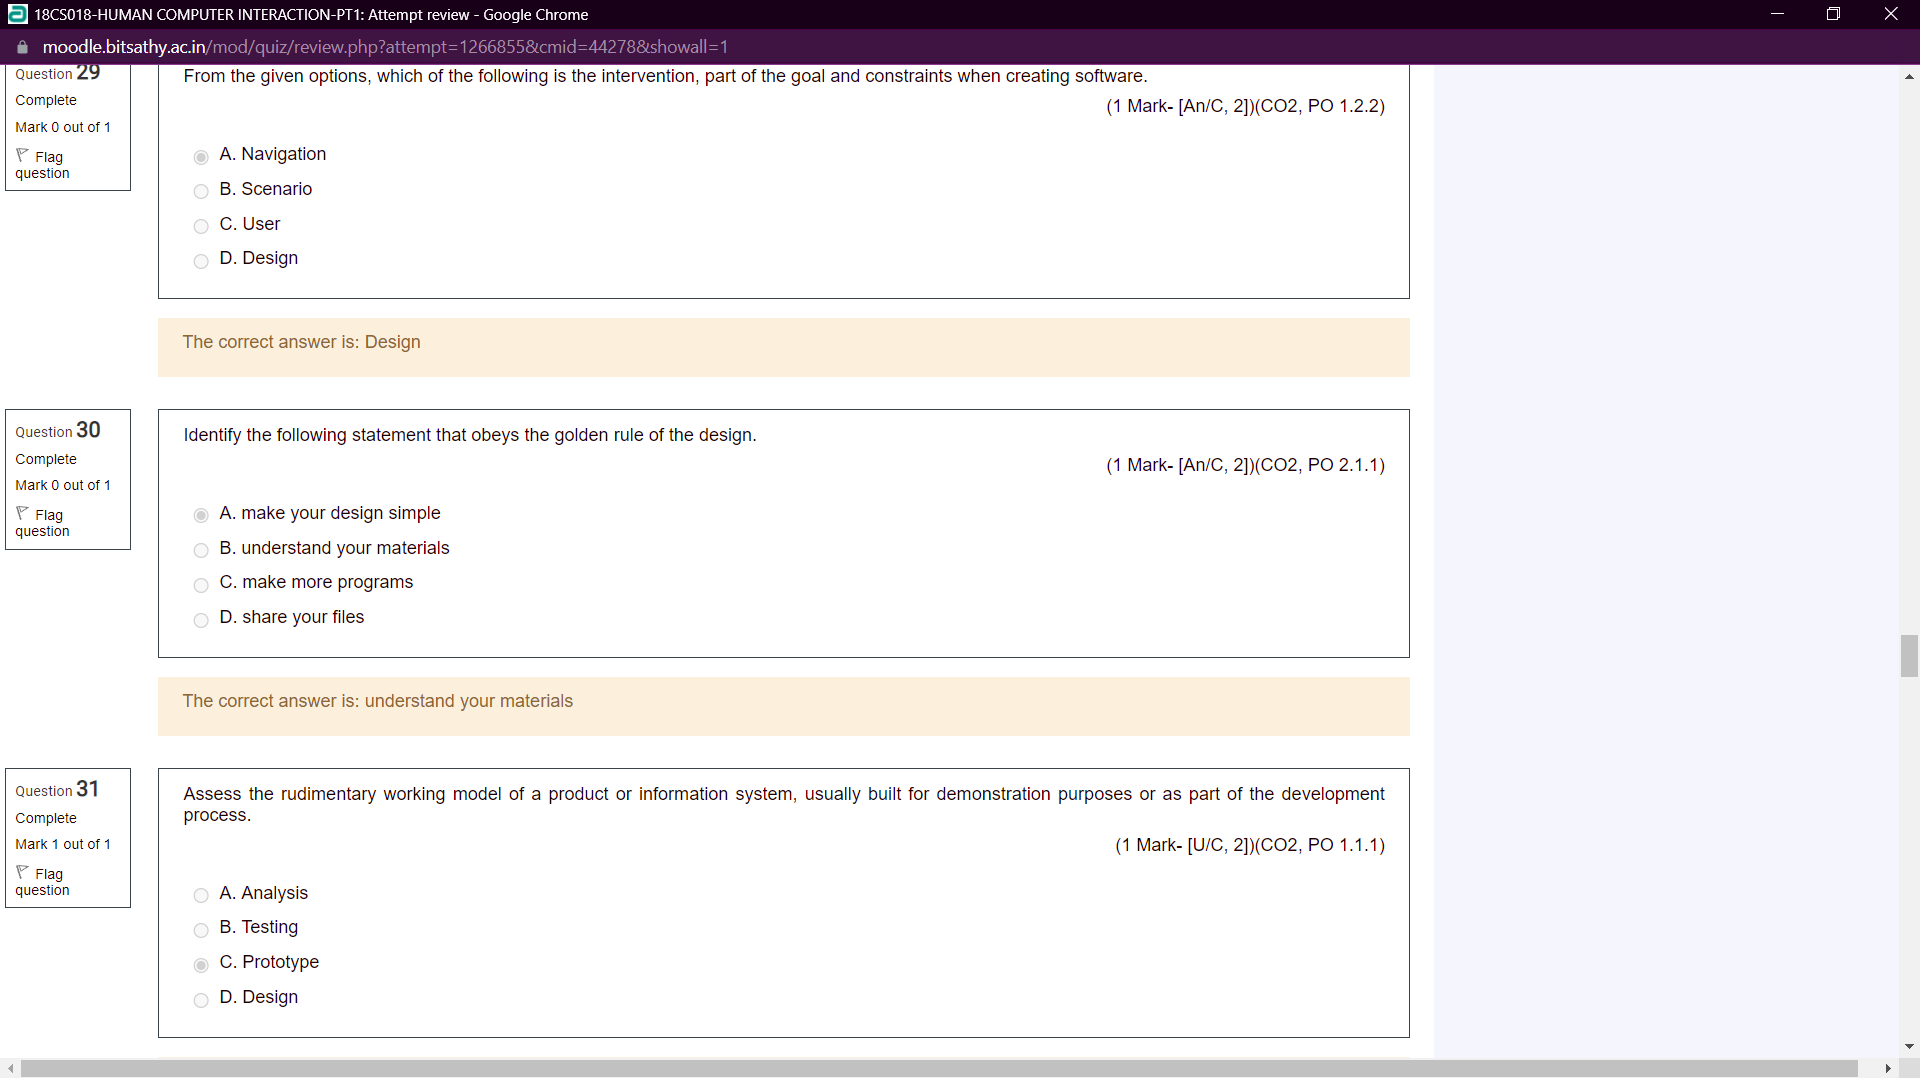 18CS018-HUMAN COMPUTER INTERACTION-PT1: Attempt review - Google Chrome
moodle.bitsathy.ac.in/mod/quiz/review.php?attempt=1266855&cmid=44278&showall=1
Question 29
Complete
Mark 0 out of 1
Flag
question
From the given options, which of the following is the intervention, part of the goal and constraints when creating software.
(1 Mark- [An/C, 2])(CO2, PO 1.2.2)
A. Navigation
B. Scenario
C. User
D. Design
The correct answer is: Design
Question 30
Complete
Mark 0 out of 1
Flag
question
Identify the following statement that obeys the golden rule of the design.
(1 Mark- [An/C, 2])(CO2, PO 2.1.1)
A. make your design simple
B. understand your materials
C. make more programs
D. share your files
The correct answer is: understand your materials
Question 31
Complete
Mark 1 out of 1
Flag
question
Assess the rudimentary working model of a product or information system, usually built for demonstration purposes or as part of the development
process.
(1 Mark- [U/C, 2])(CO2, PO 1.1.1)
A. Analysis
B. Testing
C. Prototype
D. Design